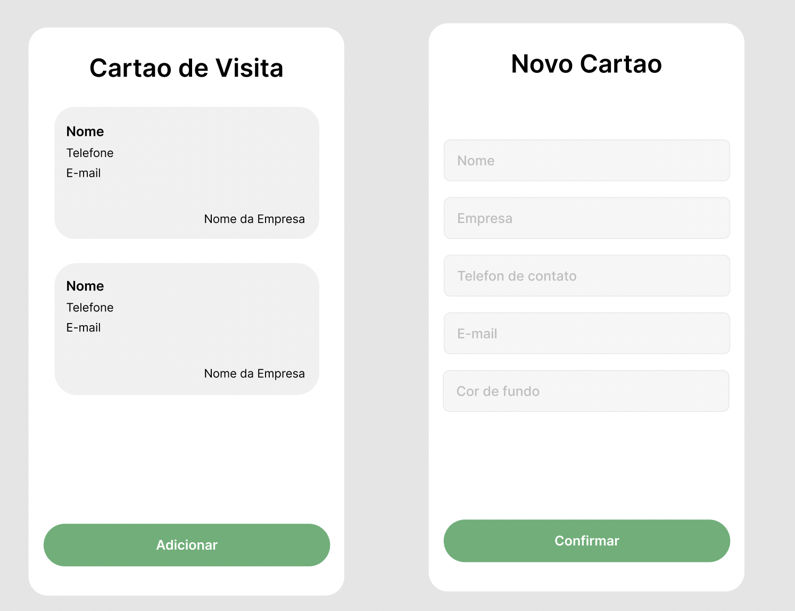 Cartao de Visita
Nome
Telefone
E-mail
Nome da Empresa
Nome
Telefone
E-mail
Nome da Empresa
Adicionar
Novo Cartao
Nome
Empresa
Telefon de contato
E-mail
Cor de fundo
Confirmar